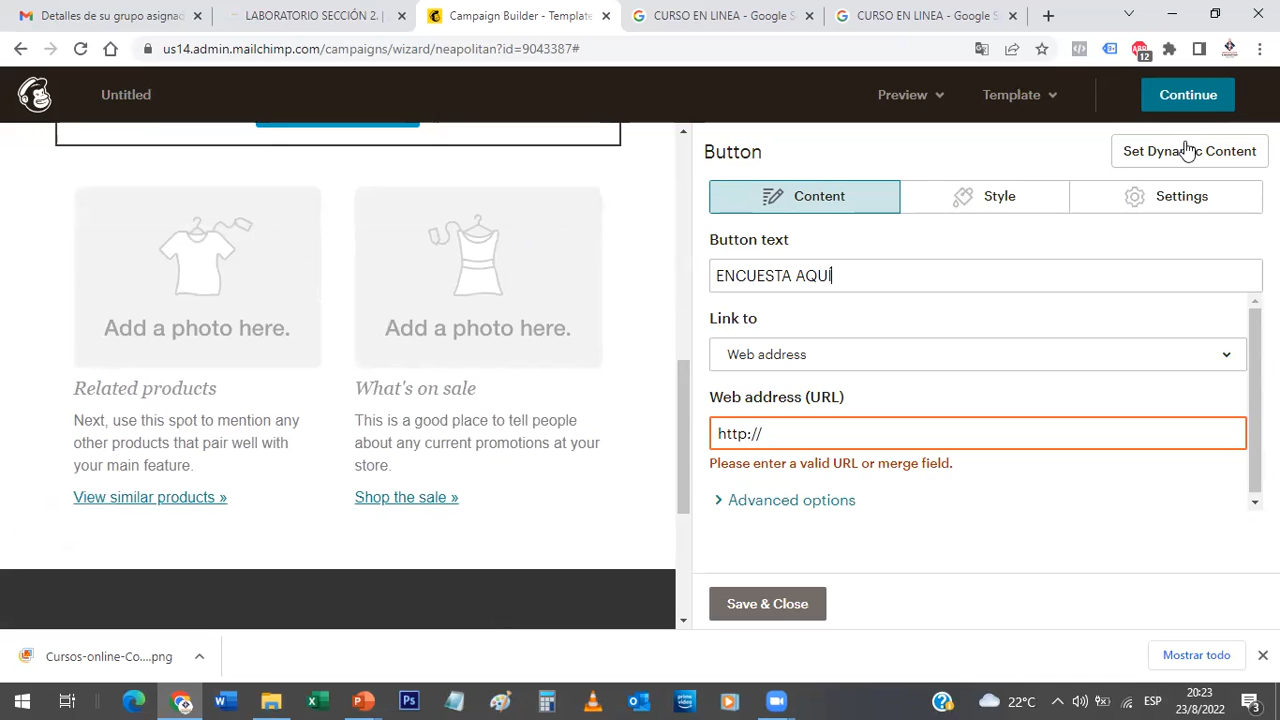 Detalles de su grupo asignad
LABORATORIO SECCIÓN 2. |
Campaign Builder - Template
CURSO EN LINEA - Google S
CURSO EN LINEA - Google S
us14.admin.mailchimp.com/campaigns/wizard/neapolitan?id=9043387#
12
Untitled
Preview
Template
Continue
Button
Set Dynamic Content
Content
Style
Settings
Button text
ENCUESTA AQUI
Link to
Web address
Web address (URL)
http://
Please enter a valid URL or merge field.
Advanced options
Save & Close
Add a photo here.
Add a photo here.
Related products
What's on sale
Next, use this spot to mention any
other products that pair well with
your main feature.
This is a good place to tell people
about any current promotions at your
store.
View similar products »
Shop the sale »
Cursos-online-Co....png
Mostrar todo
22°C
ESP
20:23
23/8/2022
3